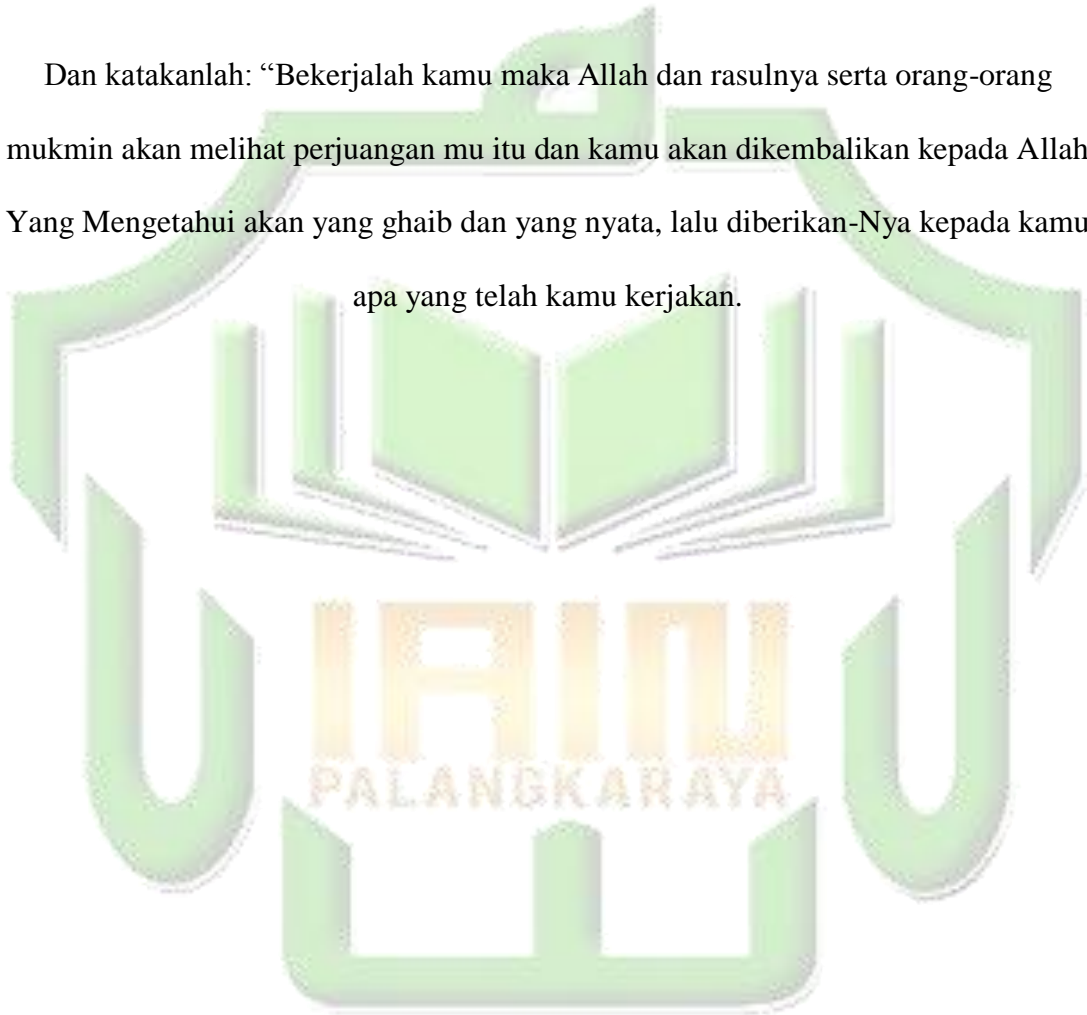 Dan katakanlah: “Bekerjalah kamu maka Allah dan rasulnya serta orang-orang
mukmin akan melihat perjuangan mu itu dan kamu akan dikembalikan kepada Allah
Yang Mengetahui akan yang ghaib dan yang nyata, lalu diberikan-Nya kepada kamu
apa yang telah kamu kerjakan.
IAIN
PALANGKARAYA